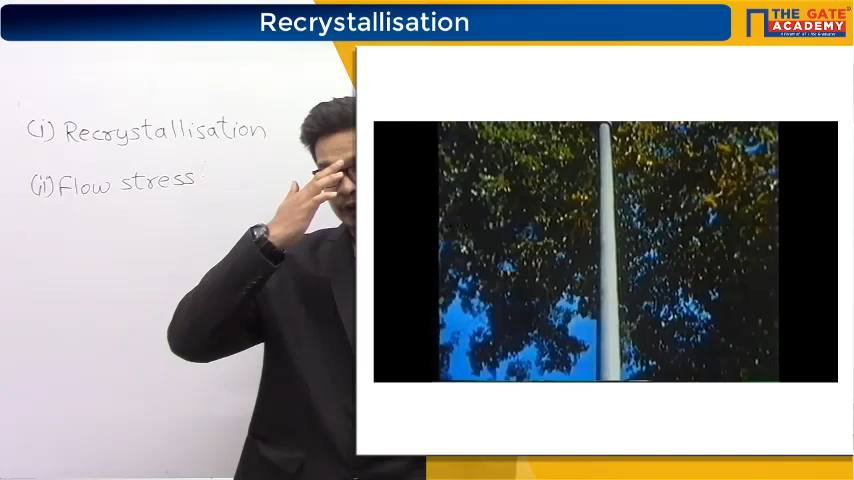 Recrystallisation
THE GATE
ACADEMY
(i) Recrystallisation
(ii) Flow stress